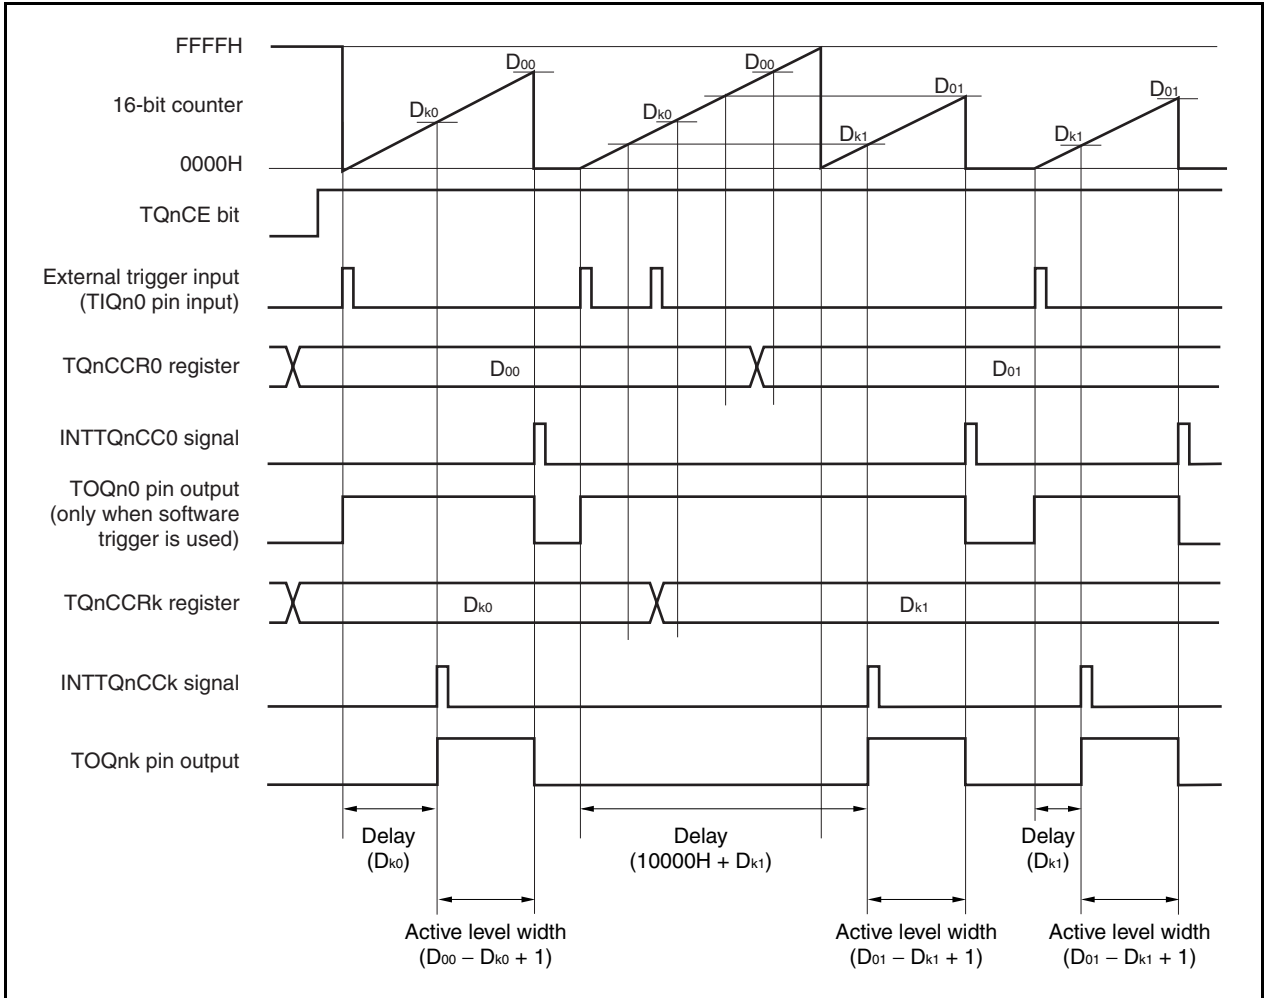 FFFFH
D00
D00
16-bit counter
Dk0
Dk0
D01
D01
Dk1
Dk1
0000H
TQnCE bit
External trigger input
(TIQn0 pin input)
TQnCCR0 register
D00
D01
INTTQnCC0 signal
TOQn0 pin output
(only when software
trigger is used)
TQnCCRk register
Dk0
Dk1
INTTQnCCk signal
TOQnk pin output
Delay
(Dk0)
Delay
(10000H + Dk1)
Delay
(Dk1)
Active level width
(D00 − Dk0 + 1)
Active level width
(D01 − Dk1 + 1)
Active level width
(D01 − Dk1 + 1)